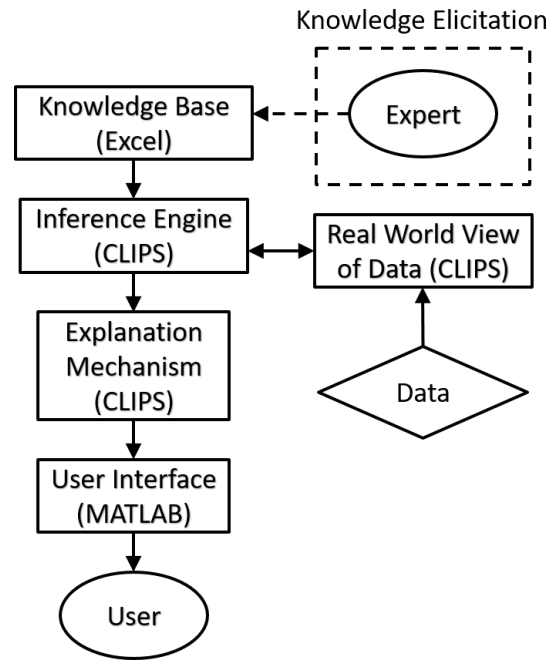 Knowledge Elicitation
Knowledge Base
(Excel)
Expert
Inference Engine
(CLIPS)
Real World View
of Data (CLIPS)
Explanation
Mechanism
(CLIPS)
Data
User Interface
(MATLAB)
User